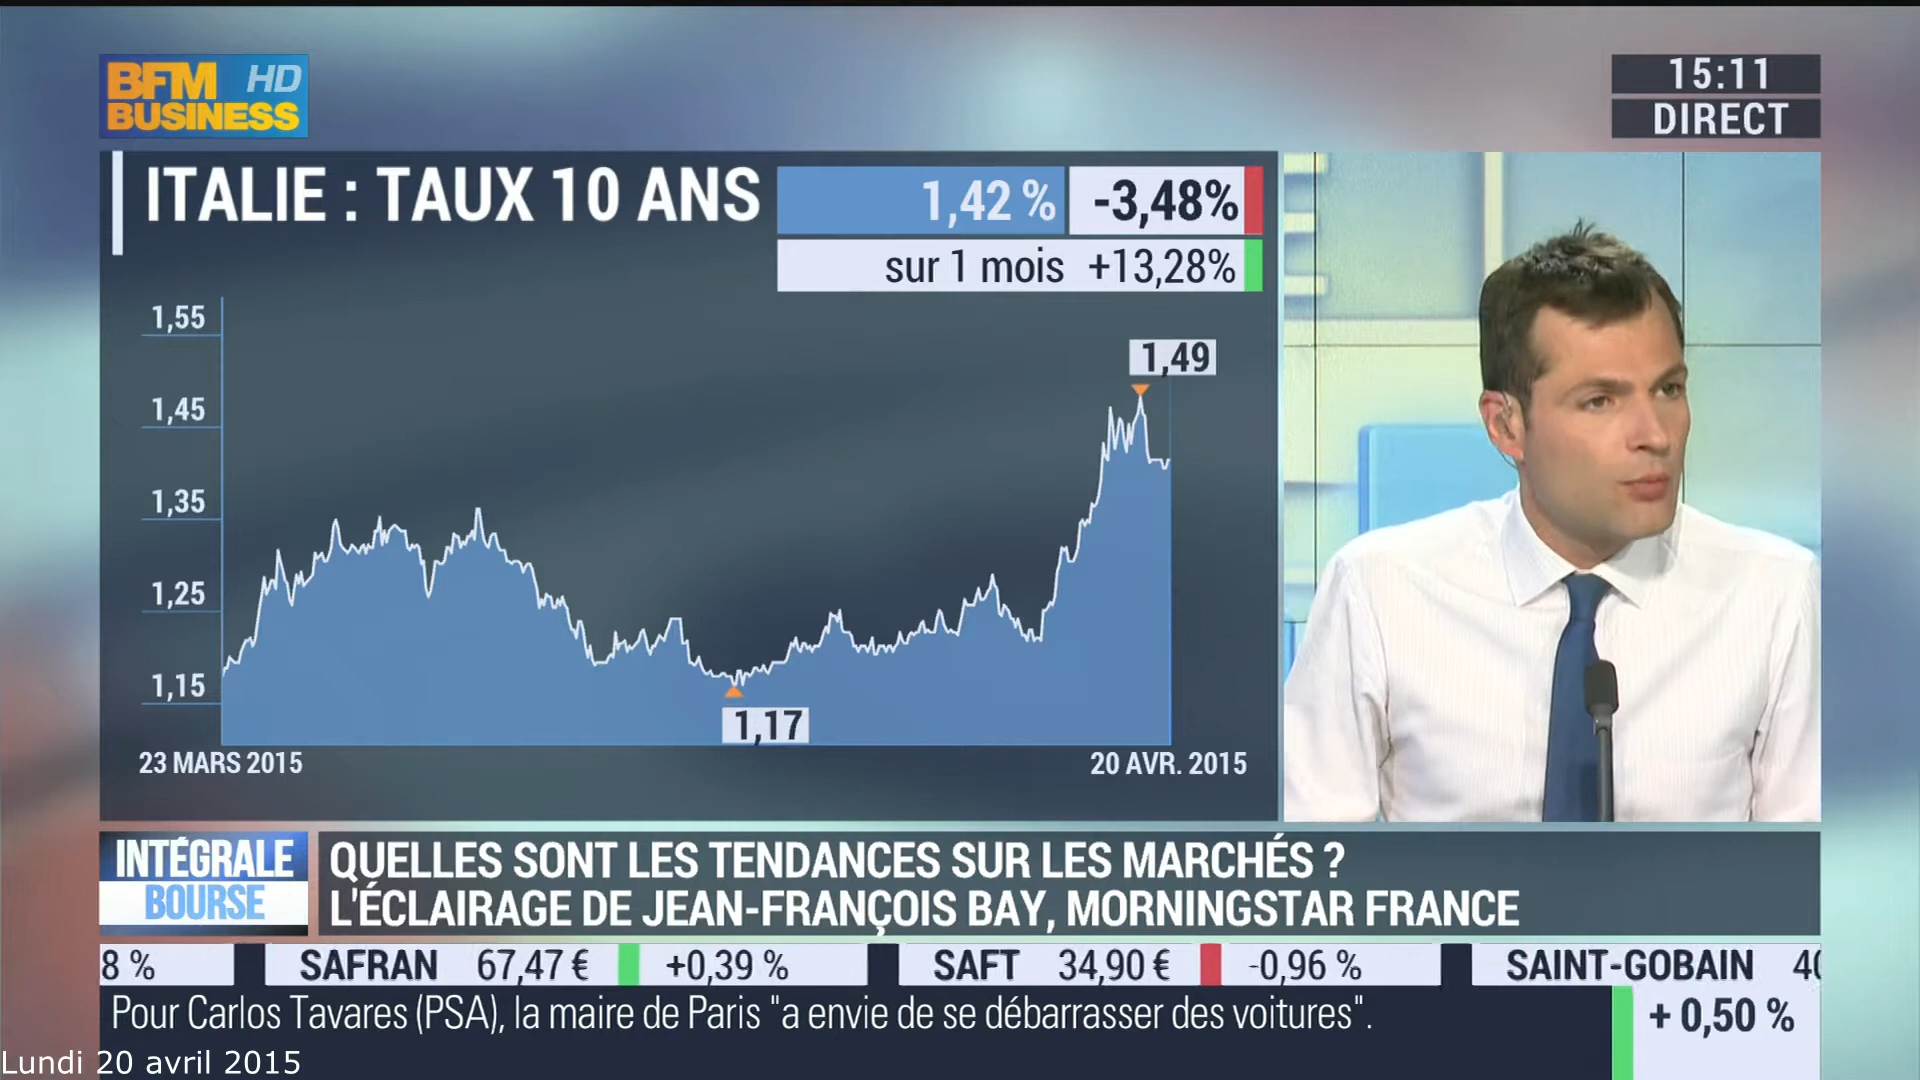 BFM HD
BUSINESS
15:11
DIRECT
ITALIE : TAUX 10 ANS
1,42 %
-3,48%
sur 1 mois +13,28%
1,55
1,45
1,35
1,25
1,15
1,49
1,17
23 MARS 2015
20 AVR. 2015
INTÉGRALE
BOURSE
QUELLES SONT LES TENDANCES SUR LES MARCHÉS ?
L'ÉCLAIRAGE DE JEAN-FRANÇOIS BAY, MORNINGSTAR FRANCE
8 % SAFRAN 67,47 € +0,39 % SAFT 34,90 € -0,96 % SAINT-GOBAIN
Pour Carlos Tavares (PSA), la maire de Paris "a envie de se débarrasser des voitures".
+ 0,50 %
Lundi 20 avril 2015